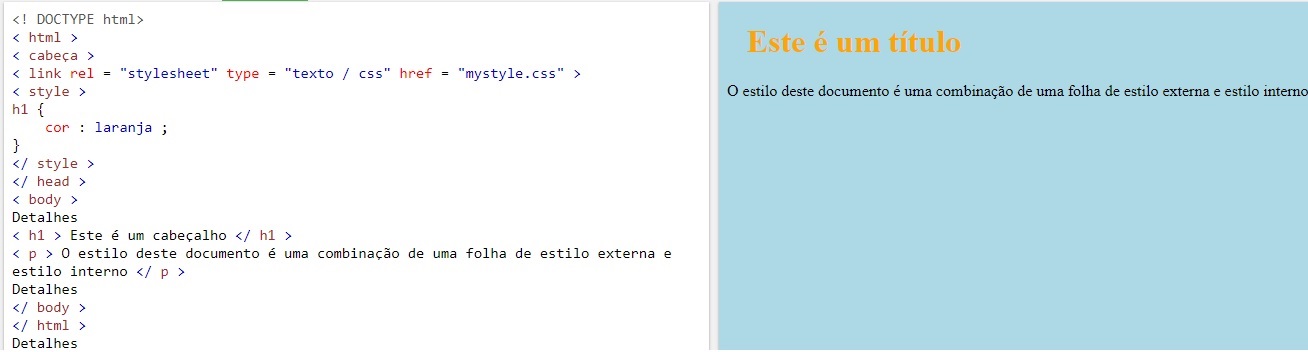 <! DOCTYPE html>
< html >
< cabeça >
< link rel = "stylesheet" type = "texto / css" href = "mystyle.css" >
< style >
h1 {
cor : laranja ;
}
</ style >
</ head >
< body >
Detalhes
< h1 > Este é um cabeçalho </ h1 >
< p > O estilo deste documento é uma combinação de uma folha de estilo externa e
estilo interno </ p >
Detalhes
</ body >
</ html >
Detalhes
Este é um título
O estilo deste documento é uma combinação de uma folha de estilo externa e estilo interno